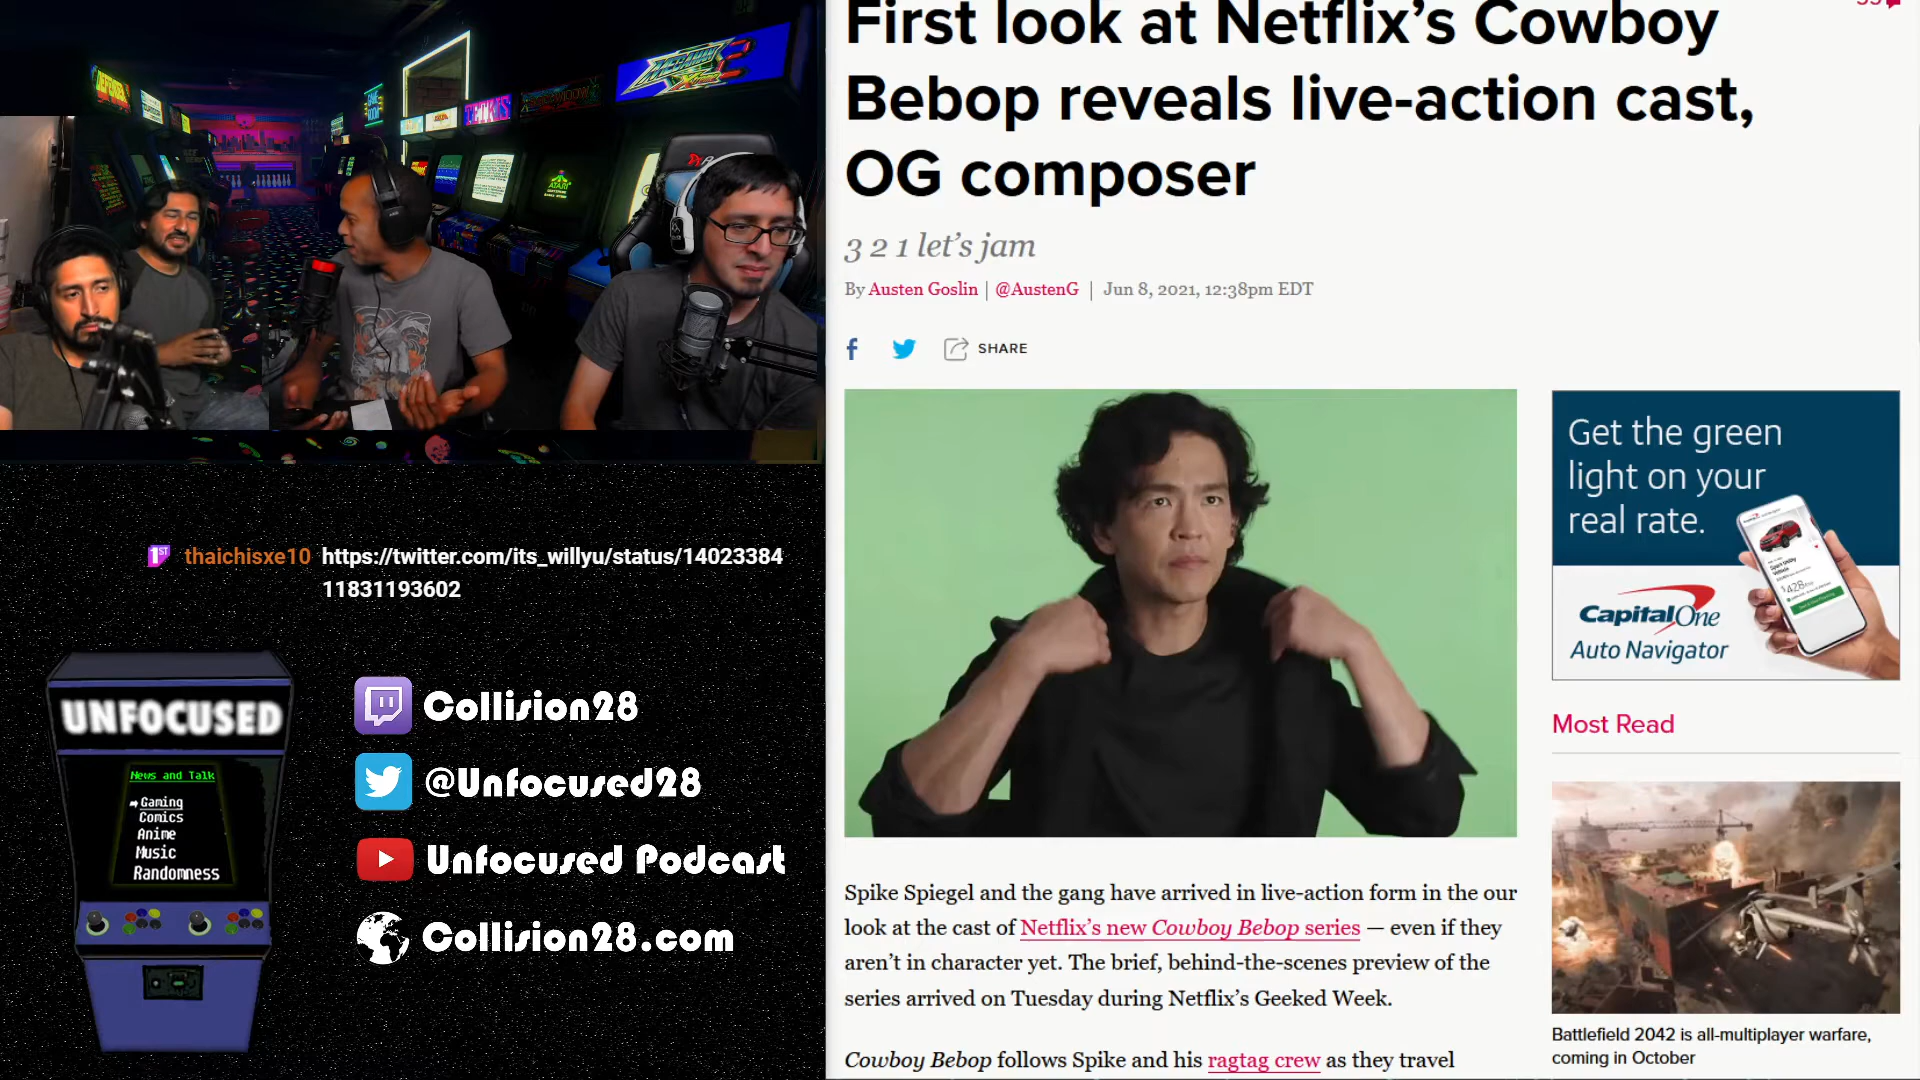 First look at Netflix’s Cowboy
Bebop reveals live-action cast,
OG composer
3 2 1 let’s jam
By Austen Goslin | @AustenG | Jun 8, 2021, 12:38pm EDT
SHARE
Get the green
light on your
real rate.
Capital One
Auto Navigator
Most Read
Battlefield 2042 is all-multiplayer warfare,
coming in October
Spike Spiegel and the gang have arrived in live-action form in the our
look at the cast of Netflix’s new Cowboy Bebop series — even if they
aren’t in character yet. The brief, behind-the-scenes preview of the
series arrived on Tuesday during Netflix’s Geeked Week.
Cowboy Bebop follows Spike and his ragtag crew as they travel
DEFENDER
TETRIS
ATARI
1ST
thaichisxe10 https://twitter.com/its_willyu/status/14023384
11831193602
UNFOCUSED
News and Talk
Gaming
Comics
Anime
Music
Randomness
Collision28
@Unfocused28
Unfocused Podcast
Collision28.com